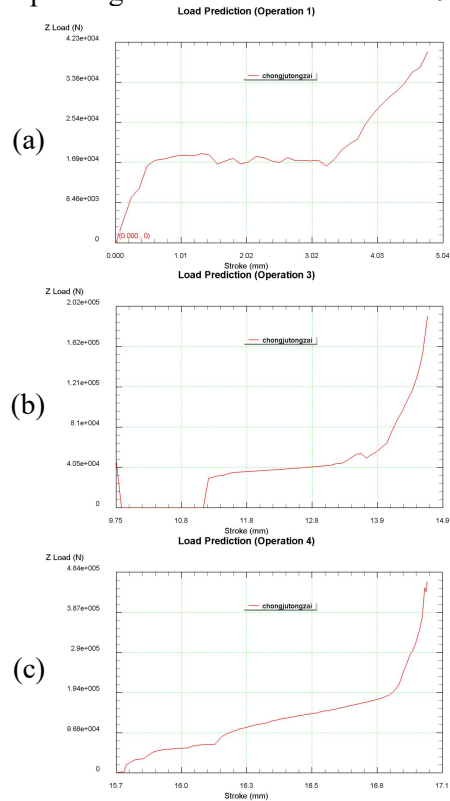 Load Prediction (Operation 1)
Z Load (N)
4.23e+004
chongjutongzai
3.38e+004
2.54e+004
(a)
1.69e+004
8.46e+003
0
(0.000 , 0)
0.000 1.01 2.02 3.02 4.03 5.04
Stroke (mm)
Load Prediction (Operation 3)
Z Load (N)
2.02e+005
chongjutongzai
1.62e+005
1.21e+005
(b)
8.1e+004
4.05e+004
0
9.75 10.8 11.8 12.8 13.9 14.9
Stroke (mm)
Load Prediction (Operation 4)
Z Load (N)
4.84e+005
chongjutongzai
3.87e+005
2.9e+005
(c)
1.94e+005
9.68e+004
0
15.7 16.0 16.3 16.5 16.8 17.1
Stroke (mm)